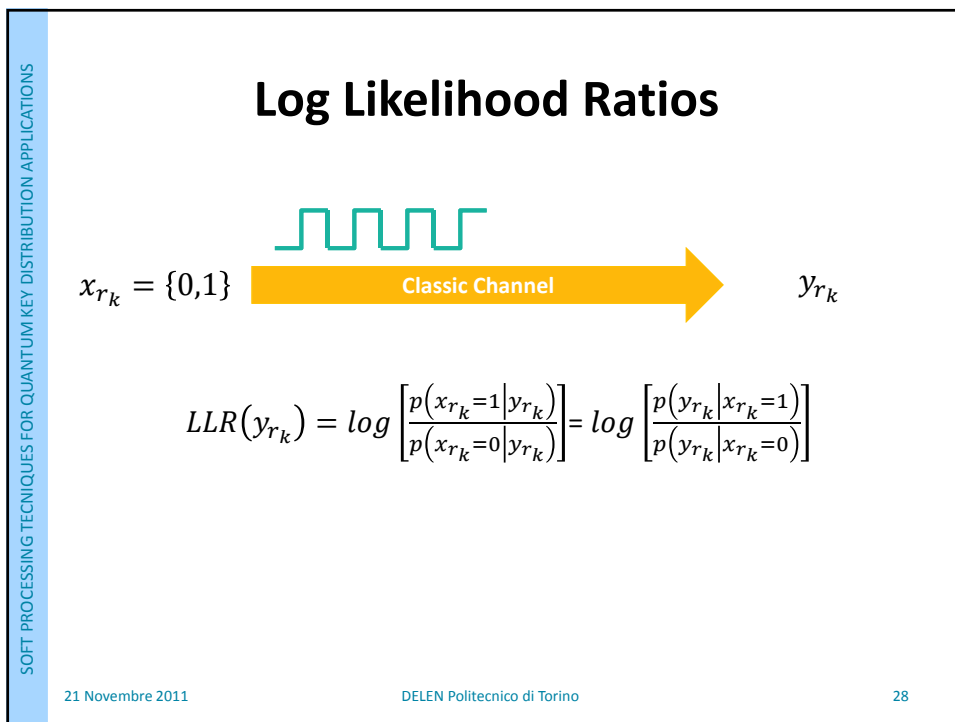 SOFT PROCESSING TECNIQUES FOR QUANTUM KEY DISTRIBUTION APPLICATIONS
Log Likelihood Ratios
x_{r_k} = {0,1}
Classic Channel
y_{r_k}
LLR(y_{r_k}) = log [p(x_{r_k}=1|y_{r_k}) / p(x_{r_k}=0|y_{r_k})] = log [p(y_{r_k}|x_{r_k}=1) / p(y_{r_k}|x_{r_k}=0)]
21 Novembre 2011
DELEN Politecnico di Torino
28